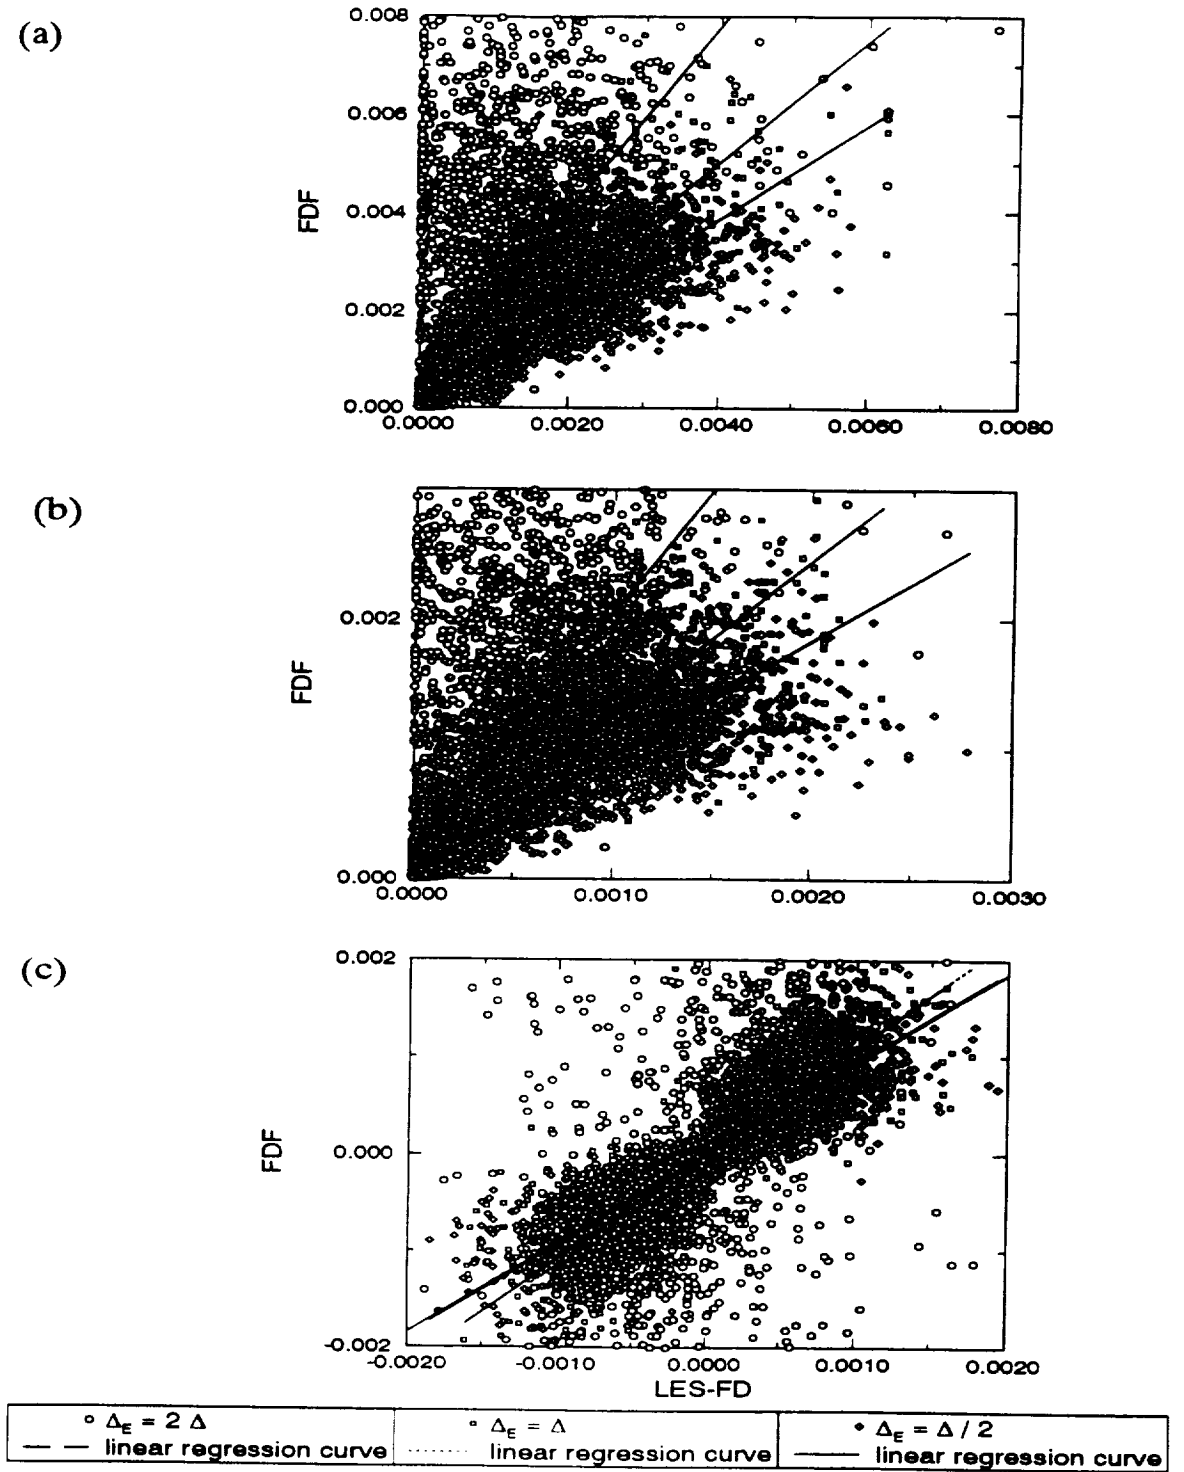 (a)
0.008
0.006
0.004
0.002
0.000
FDF
0.0000 0.0020 0.0040 0.0060 0.0080
(b)
0.002
0.000
FDF
0.0000 0.0010 0.0020 0.0030
(c)
0.002
0.000
-0.002
FDF
-0.0020 -0.0010 0.0000 0.0010 0.0020
LES-FD
Δ_E = 2 Δ
linear regression curve
Δ_E = Δ
linear regression curve
Δ_E = Δ / 2
linear regression curve